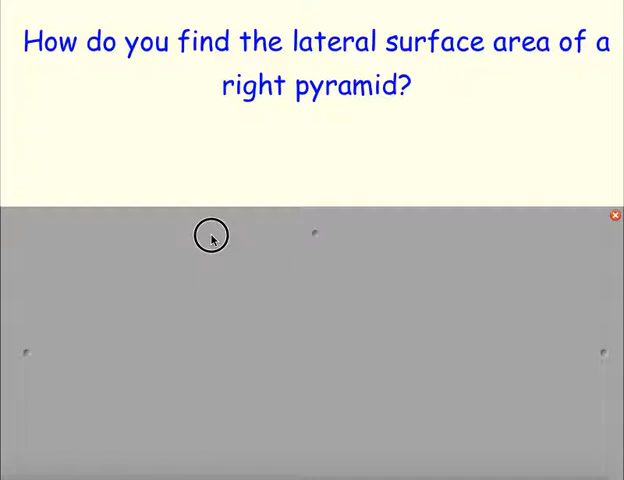 How do you find the lateral surface area of a
right pyramid?